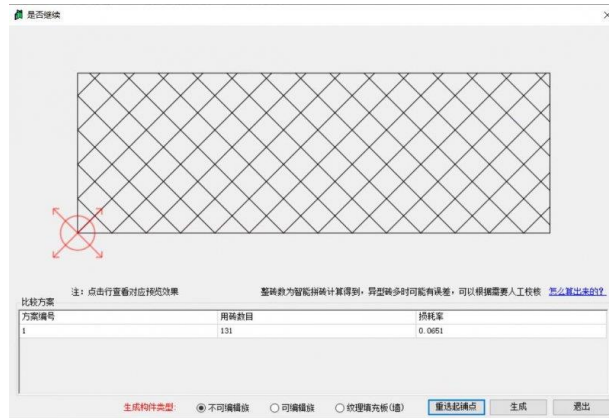 是否继续
注：点击行查看对应预览效果
整砖数为智能拼砖计算得到，异型砖多时可能有误差，可以根据需要人工校核 怎么算出来的?
比较方案
方案编号 用砖数目 损耗率
1 131 0.0651
生成构件类型: 不可编辑族 可编辑族 纹理填充板(墙) 重选起铺点 生成 退出